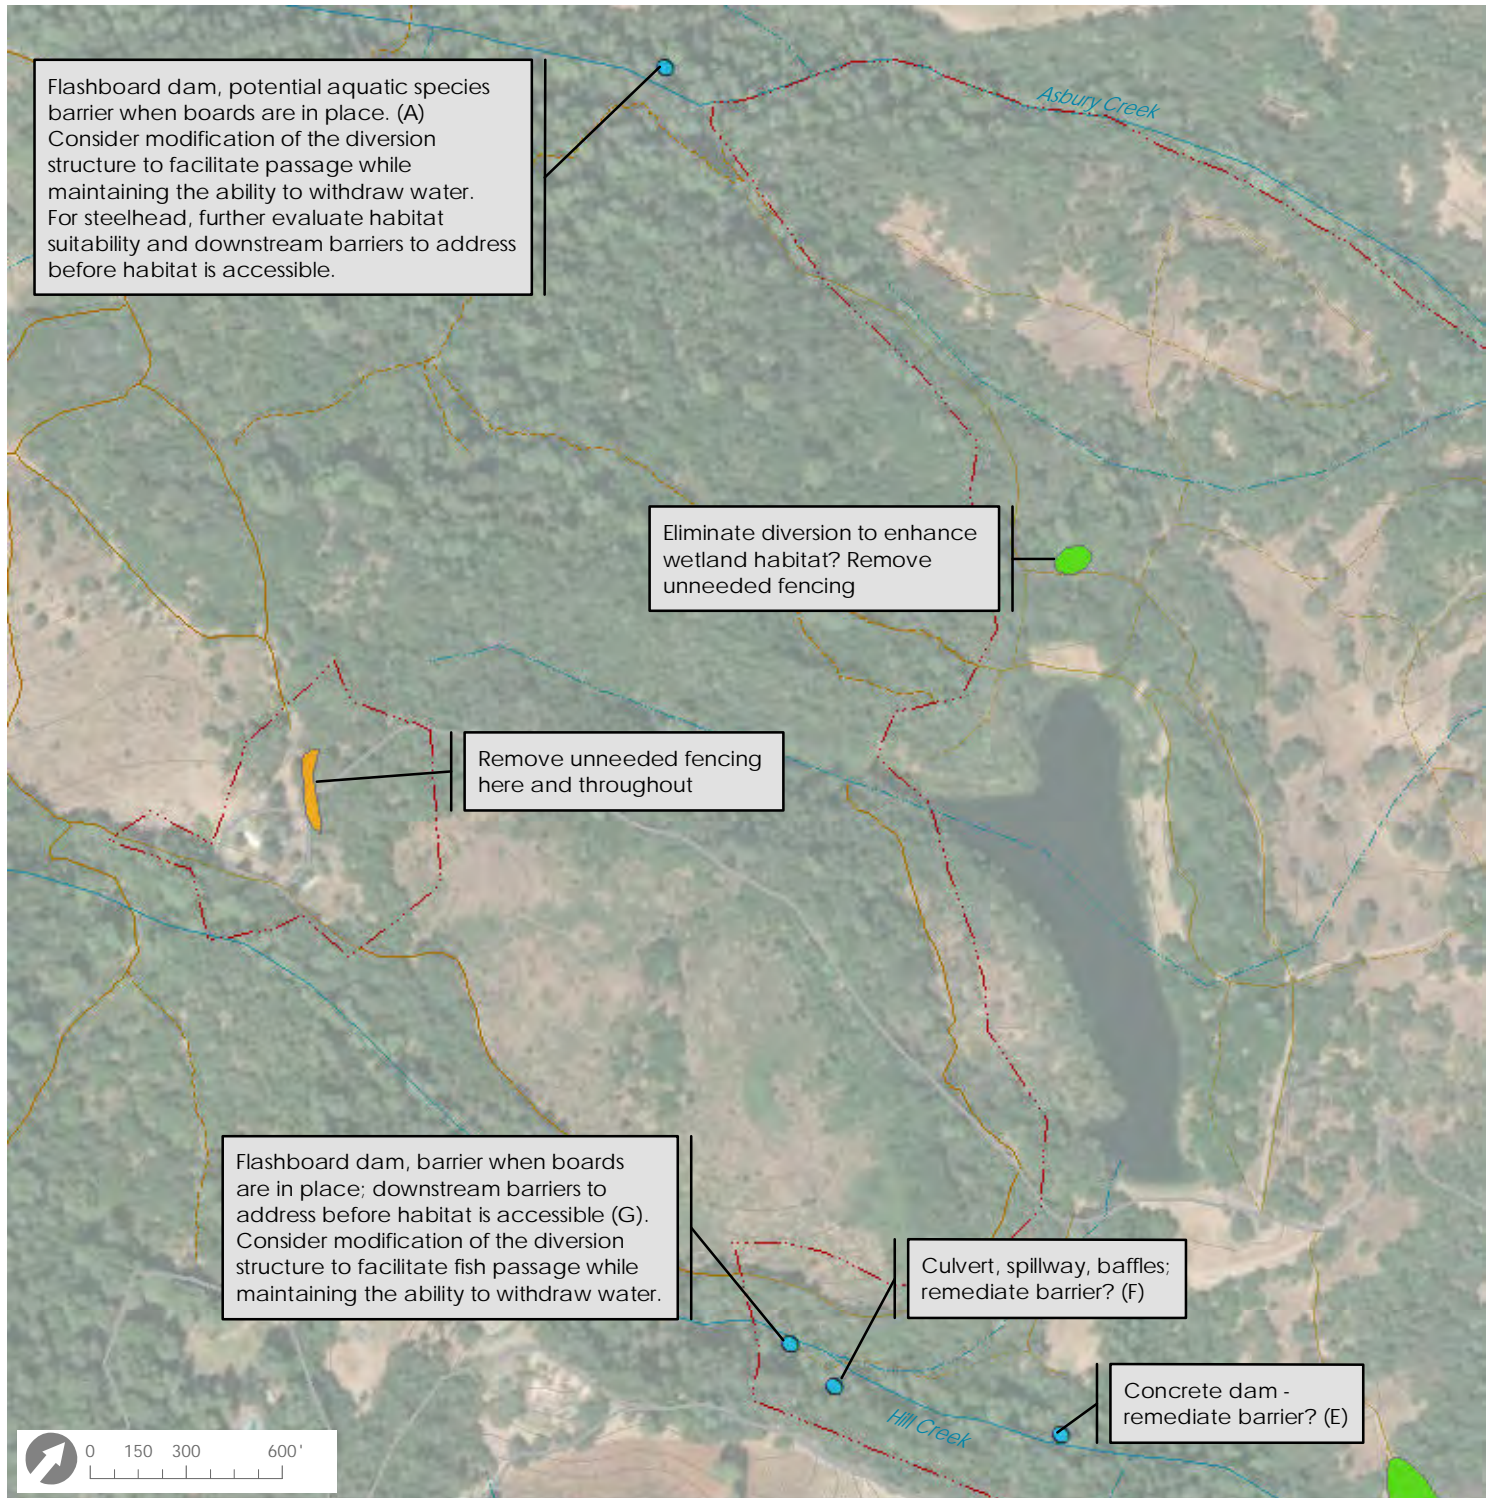 Flashboard dam, potential aquatic species
barrier when boards are in place. (A)
Consider modification of the diversion
structure to facilitate passage while
maintaining the ability to withdraw water.
For steelhead, further evaluate habitat
suitability and downstream barriers to address
before habitat is accessible.
Asbury Creek
Eliminate diversion to enhance
wetland habitat? Remove
unneeded fencing
Remove unneeded fencing
here and throughout
Flashboard dam, barrier when boards
are in place; downstream barriers to
address before habitat is accessible (G).
Consider modification of the diversion
structure to facilitate fish passage while
maintaining the ability to withdraw water.
Culvert, spillway, baffles;
remediate barrier? (F)
Concrete dam -
remediate barrier? (E)
Hill Creek
0 150 300 600'